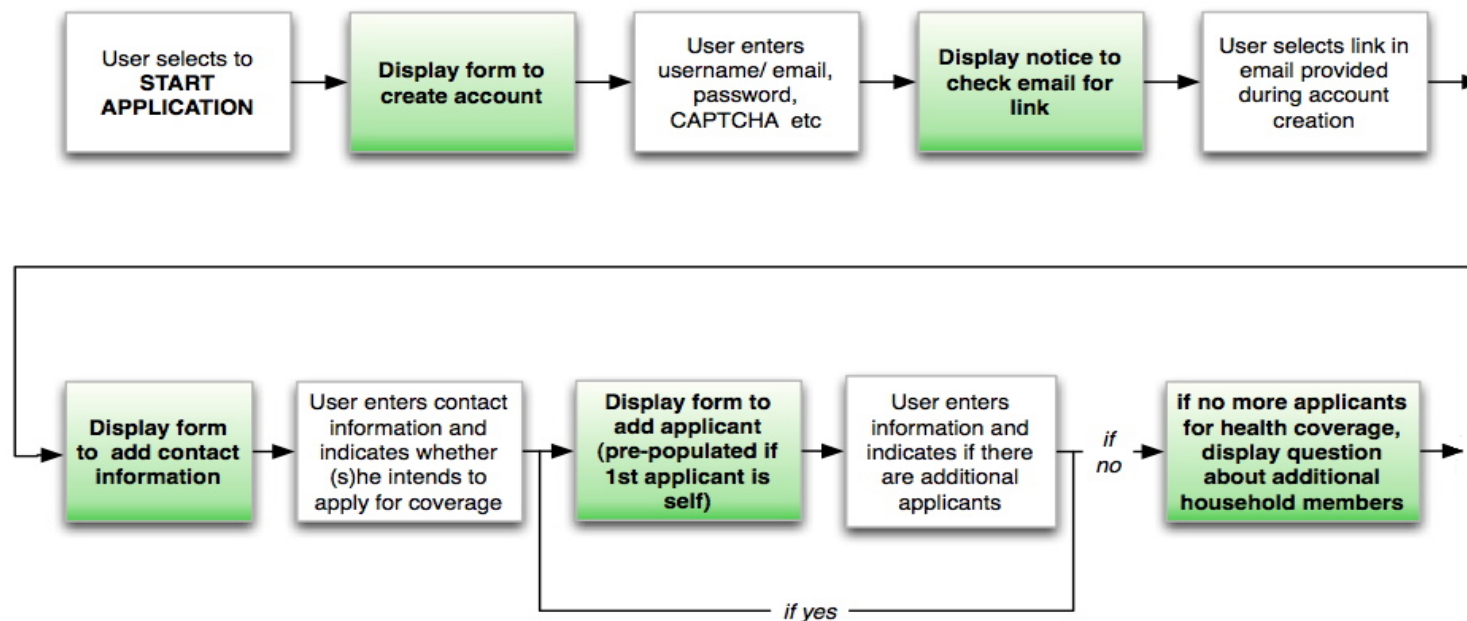 User selects to
START
APPLICATION
Display form to
create account
User enters
username/ email,
password,
CAPTCHA etc
Display notice to
check email for
link
User selects link in
email provided
during account
creation
Display form
to add contact
information
User enters contact
information and
indicates whether
(s)he intends to
apply for coverage
Display form to
add applicant
(pre-populated if
1st applicant is
self)
User enters
information and
indicates if there
are additional
applicants
if
no
if no more applicants
for health coverage,
display question
about additional
household members
if yes